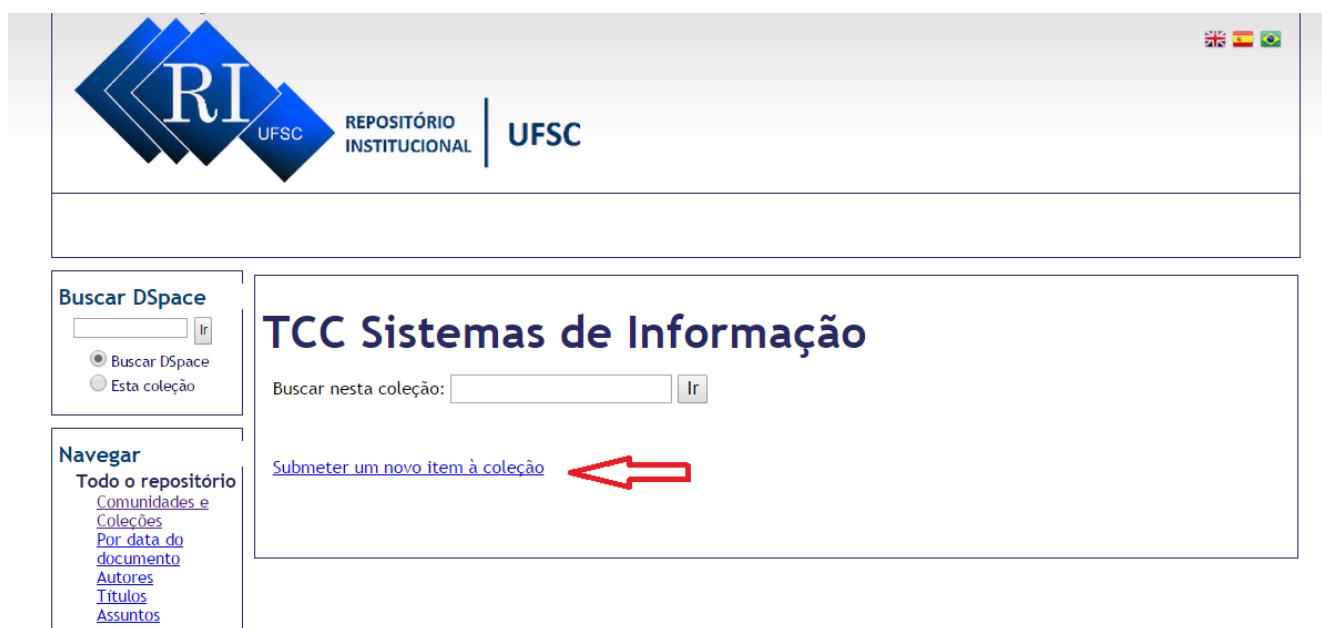 RI
UFSC
REPOSITÓRIO
INSTITUCIONAL
UFSC
Buscar DSpace
Ir
Buscar DSpace
Esta coleção
TCC Sistemas de Informação
Buscar nesta coleção: Ir
Submeter um novo item à coleção
Navegar
Todo o repositório
Comunidades e
Coleções
Por data do
documento
Autores
Títulos
Assuntos